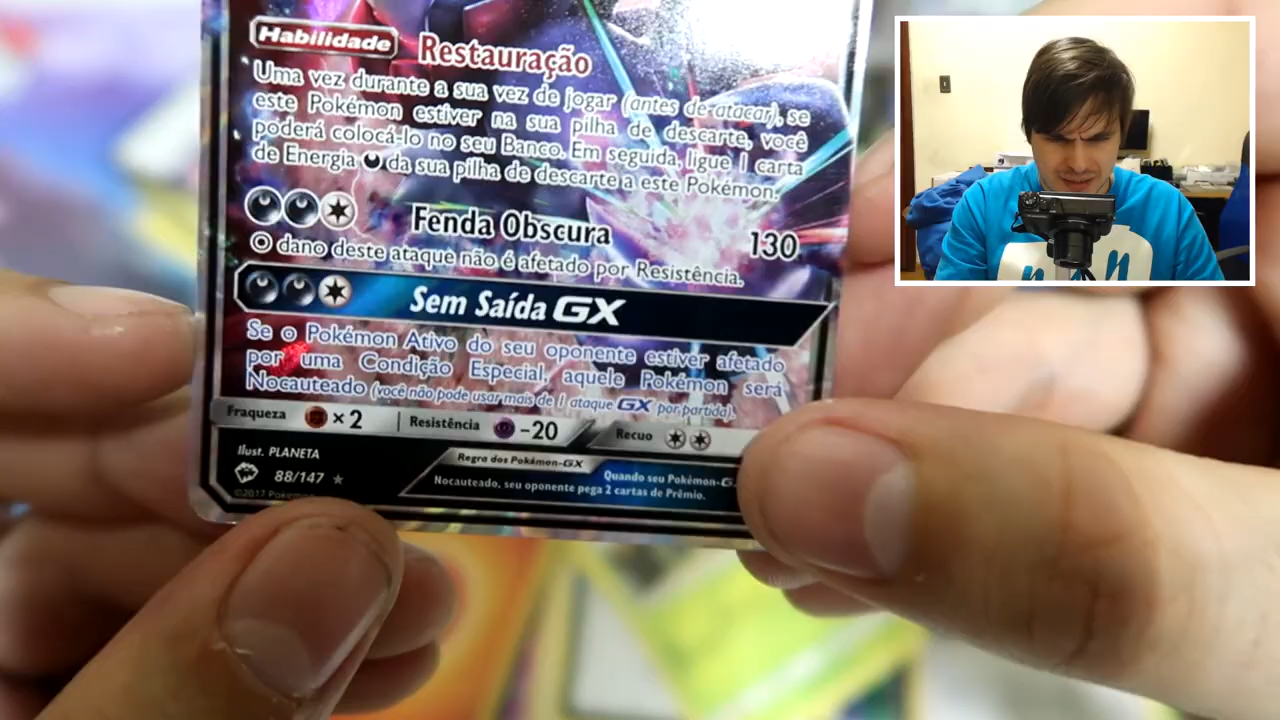 Habilidade Restauração
Uma vez durante a sua vez de jogar (antes de atacar), se
este Pokémon estiver na sua pilha de descarte, você
poderá colocá-lo no seu Banco. Em seguida, ligue 1 carta
de Energia da sua pilha de descarte a este Pokémon.
Fenda Obscura 130
O dano deste ataque não é afetado por Resistência.
Sem Saída GX
Se o Pokémon Ativo do seu oponente estiver afetado
por uma Condição Especial, aquele Pokémon será
Nocauteado (você não pode usar mais de 1 ataque GX por partida).
Fraqueza ×2 Resistência -20 Recuo
Ilust. PLANETA
Regra dos Pokémon-GX
Quando seu Pokémon-G
88/147
Nocauteado, seu oponente pega 2 cartas de Prêmio.
©2017